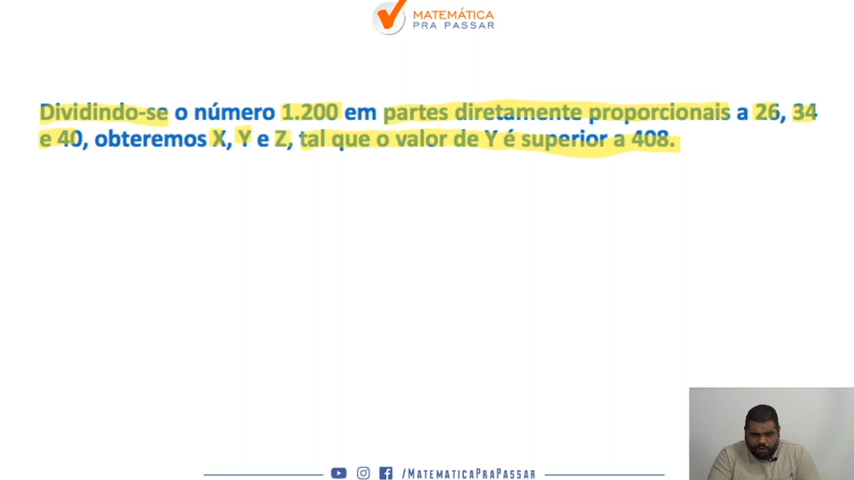 MATEMÁTICA
PRA PASSAR
Dividindo-se o número 1.200 em partes diretamente proporcionais a 26, 34
e 40, obteremos X, Y e Z, tal que o valor de Y é superior a 408.
/MATEMATICAPRAPASSAR